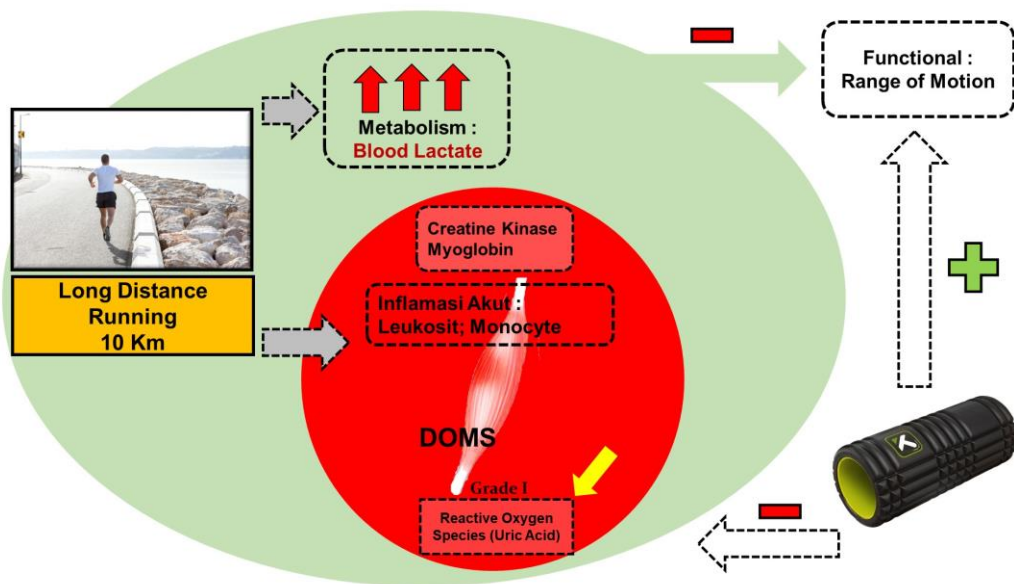 Metabolism :
Blood Lactate
Functional :
Range of Motion
Long Distance
Running
10 Km
Creatine Kinase
Myoglobin
Inflamasi Akut :
Leukosit; Monocyte
DOMS
Grade I
Reactive Oxygen
Species (Uric Acid)